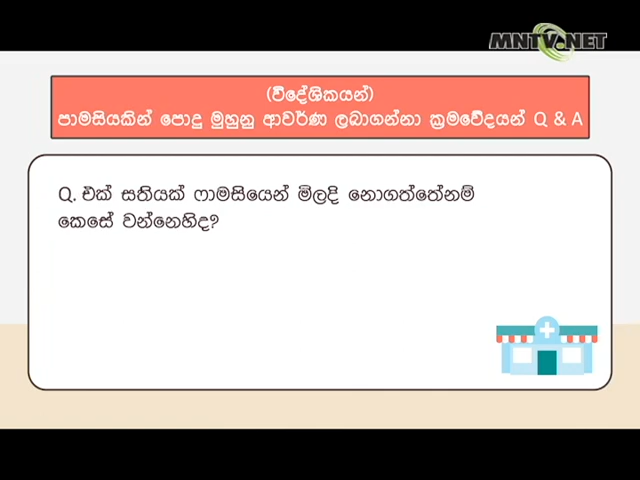 MNTV.NET
(විදේශිකයන්)
පාමසියකින් පොදු මුහුනු ආවර්ණ ලබාගන්නා ක්‍රමවේදයන් Q & A
Q. එක් සතියක් ෆාමසියෙන් මිලදි නොගත්තේනම්
කෙසේ වන්නෙහිද?